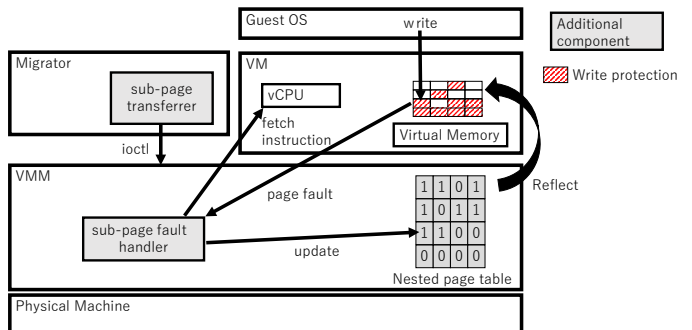 Guest OS
write
Additional
component
Migrator
VM
sub-page
transferrer
vCPU
Write protection
fetch
instruction
Virtual Memory
ioctl
VMM
page fault
Reflect
1 1 0 1
1 0 1 1
1 1 0 0
0 0 0 0
sub-page fault
handler
update
Nested page table
Physical Machine